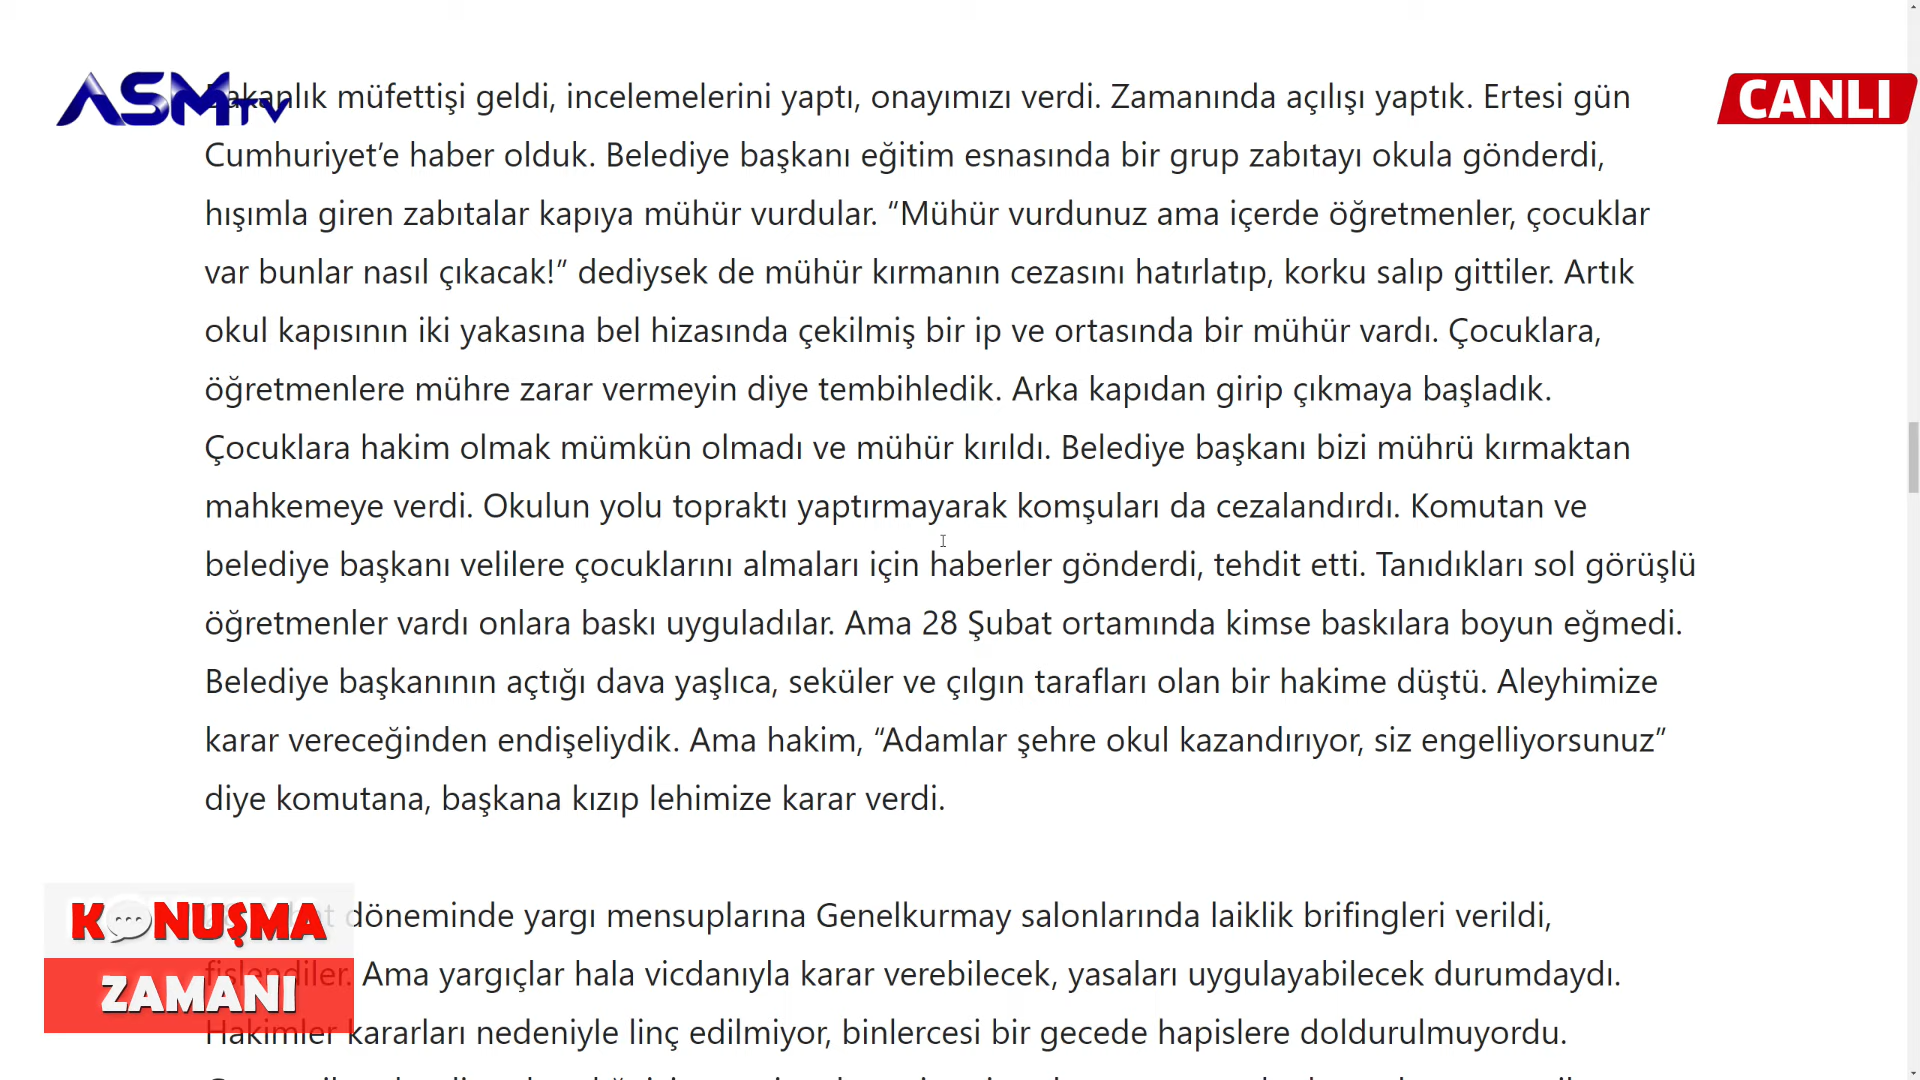 ASM TV
CANLI
Bakanlık müfettişi geldi, incelemelerini yaptı, onayımızı verdi. Zamanında açılışı yaptık. Ertesi gün
Cumhuriyet’e haber olduk. Belediye başkanı eğitim esnasında bir grup zabıtayı okula gönderdi,
hışımla giren zabıtalar kapıya mühür vurdular. “Mühür vurdunuz ama içerde öğretmenler, çocuklar
var bunlar nasıl çıkacak!” dediysek de mühür kırmanın cezasını hatırlatıp, korku salıp gittiler. Artık
okul kapısının iki yakasına bel hizasında çekilmiş bir ip ve ortasında bir mühür vardı. Çocuklara,
öğretmenlere mühre zarar vermeyin diye tembihledik. Arka kapıdan girip çıkmaya başladık.
Çocuklara hakim olmak mümkün olmadı ve mühür kırıldı. Belediye başkanı bizi mührü kırmaktan
mahkemeye verdi. Okulun yolu topraktı yaptırmayarak komşuları da cezalandırdı. Komutan ve
belediye başkanı velilere çocuklarını almaları için haberler gönderdi, tehdit etti. Tanıdıkları sol görüşlü
öğretmenler vardı onlara baskı uyguladılar. Ama 28 Şubat ortamında kimse baskılara boyun eğmedi.
Belediye başkanının açtığı dava yaşlıca, seküler ve çılgın tarafları olan bir hakime düştü. Aleyhimize
karar vereceğinden endişeliydik. Ama hakim, “Adamlar şehre okul kazandırıyor, siz engelliyorsunuz”
diye komutana, başkana kızıp lehimize karar verdi.
döneminde yargı mensuplarına Genelkurmay salonlarında laiklik brifingleri verildi,
fişlendiler. Ama yargıçlar hala vicdanıyla karar verebilecek, yasaları uygulayabilecek durumdaydı.
Hakimler kararları nedeniyle linç edilmiyor, binlercesi bir gecede hapislere doldurulmuyordu.
KONUŞMA
ZAMANI